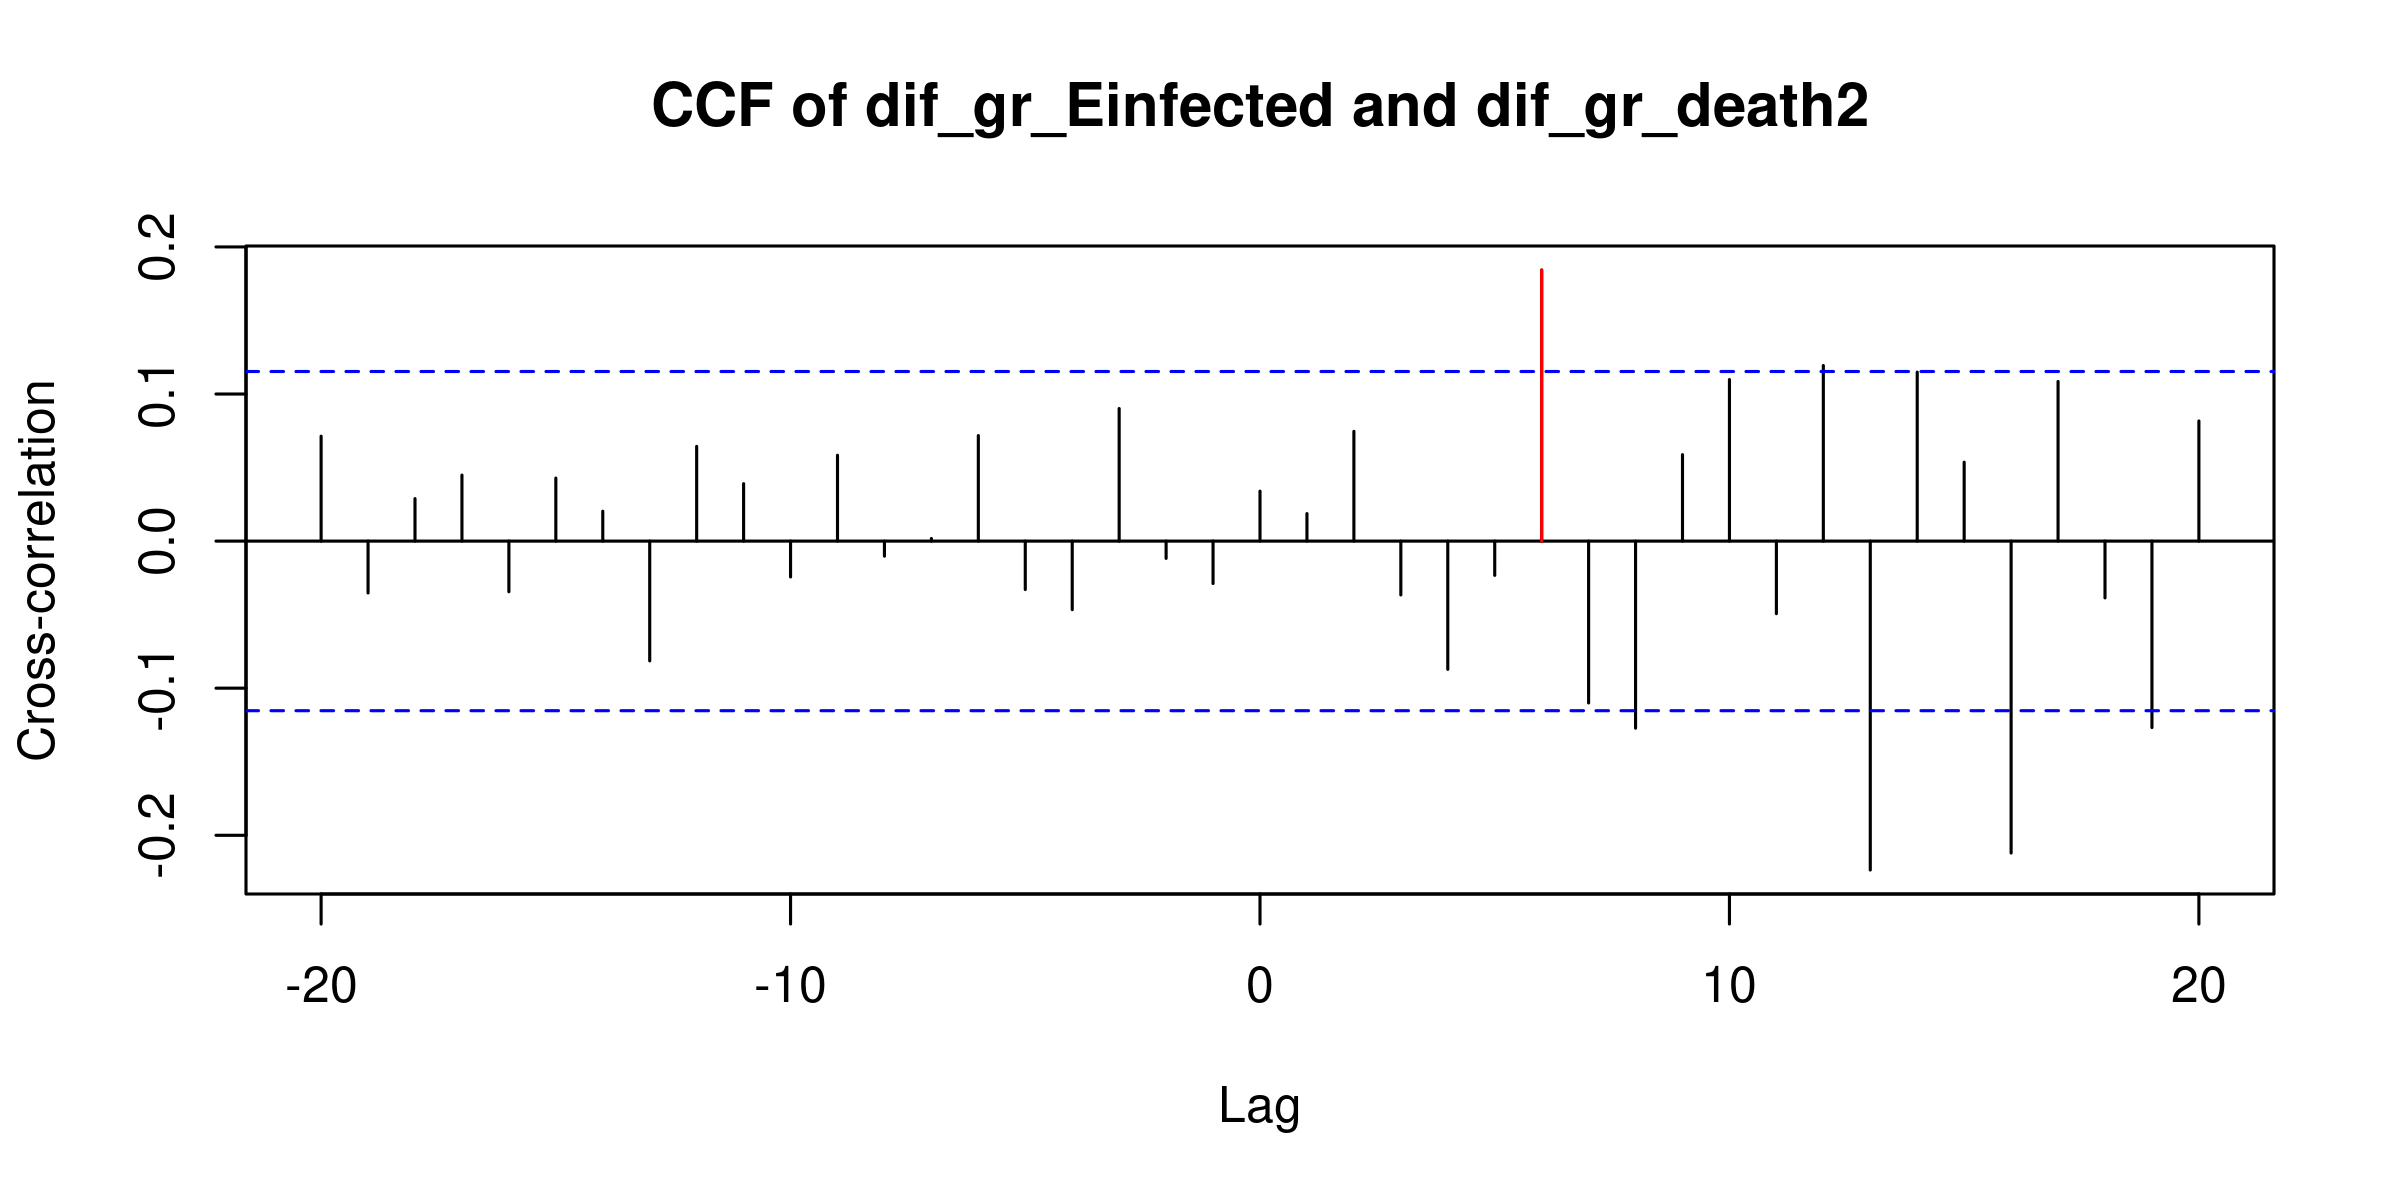 CCF of dif_gr_Einfected and dif_gr_death2
Cross-correlation
0.2
0.1
0.0
-0.1
-0.2
-20 -10 0 10 20
Lag